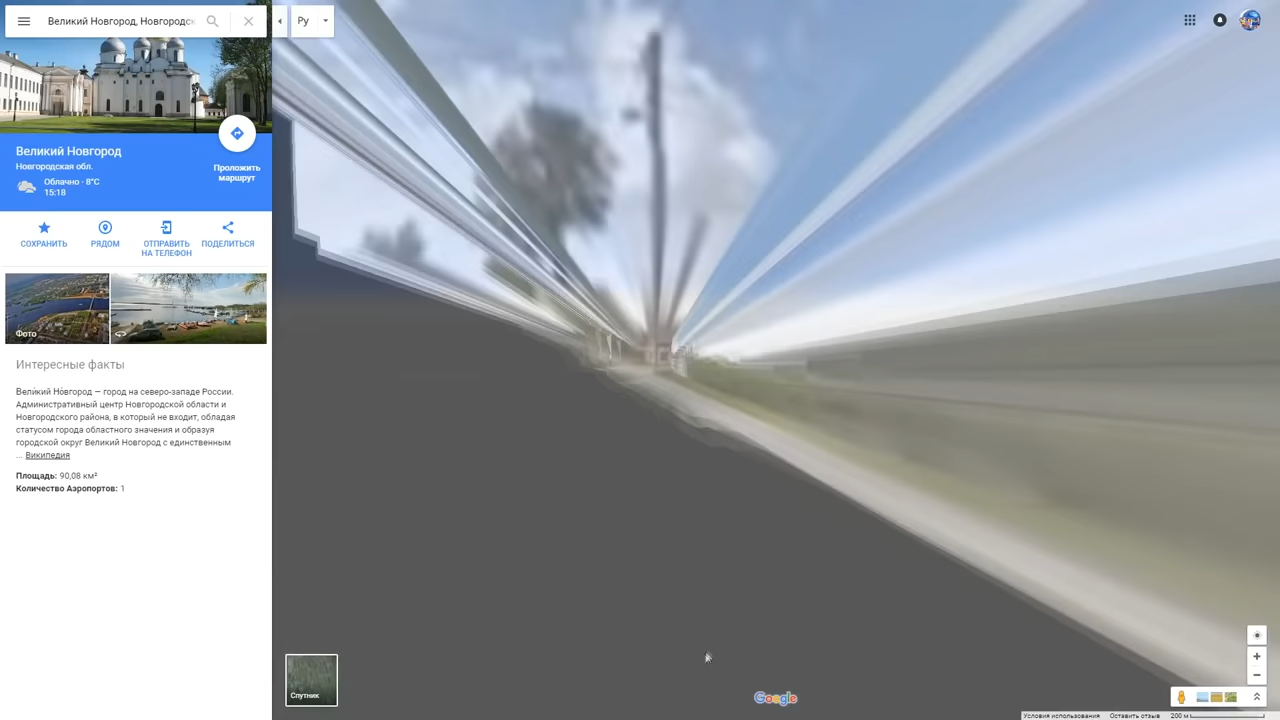 Великий Новгород, Новгородск
Ру
Великий Новгород
Новгородская обл.
Облачно · 8°C
15:18
Проложить
маршрут
СОХРАНИТЬ
РЯДОМ
ОТПРАВИТЬ
НА ТЕЛЕФОН
ПОДЕЛИТЬСЯ
Фото
Интересные факты
Вели́кий Но́вгород — город на северо-западе России.
Административный центр Новгородской области и
Новгородского района, в который не входит, обладая
статусом города областного значения и образуя
городской округ Великий Новгород с единственным
... Википедия
Площадь: 90,08 км²
Количество Аэропортов: 1
Спутник
Google
Условия использования
Оставить отзыв
200 м